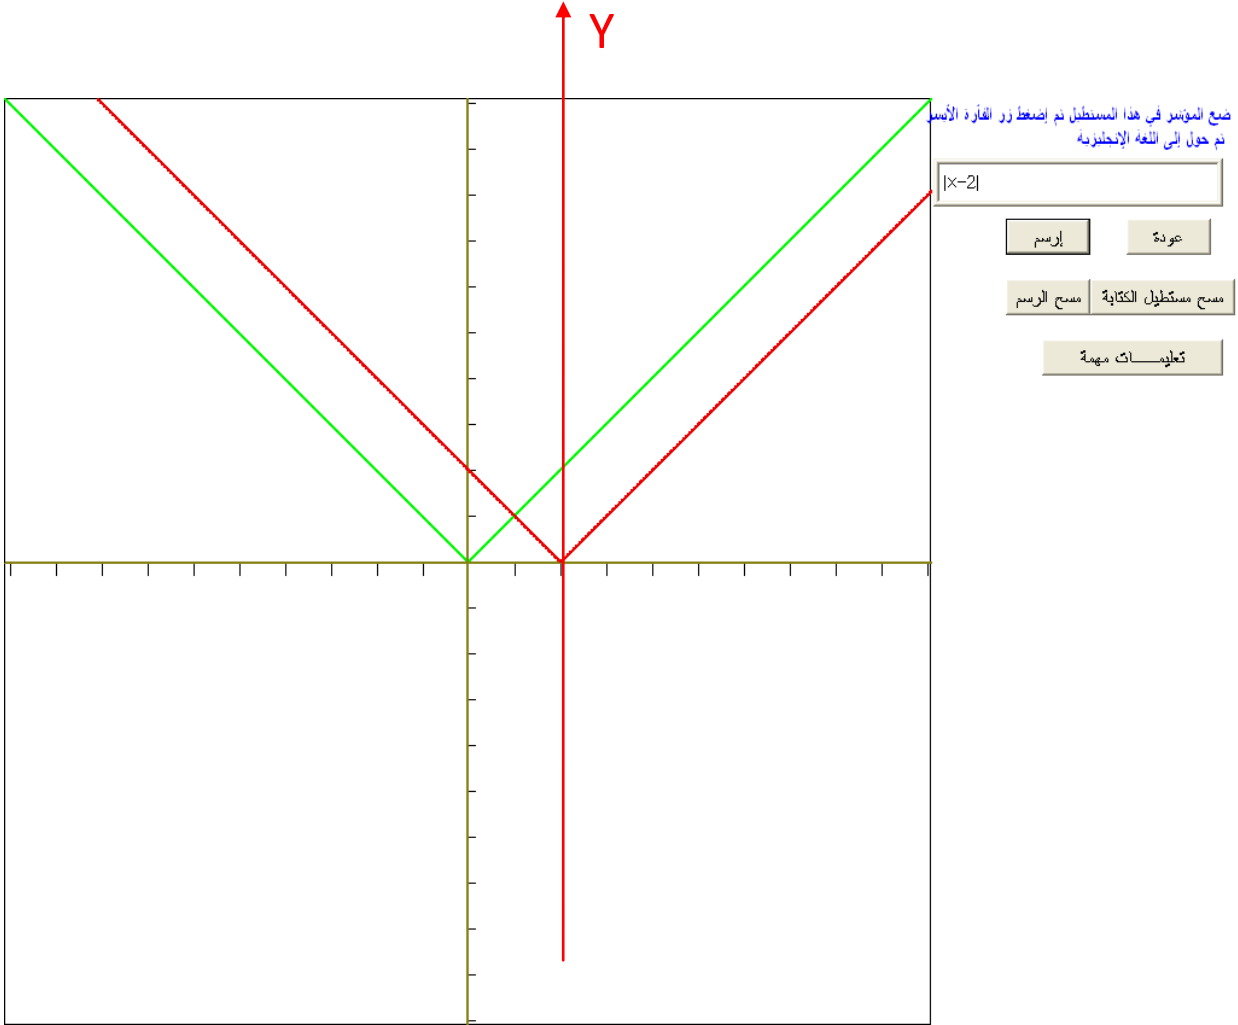 Y
ضع المؤشر في هذا المستطيل ثم إضغط زر الفأرة الأيسر
ثم حول إلى اللغة الإنجليزية
|x-2|
إرسم
عودة
مسح الرسم
مسح مستطيل الكتابة
تعليمـــــات مهمة